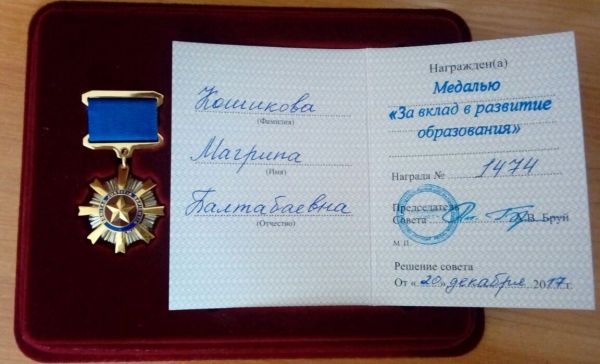 Кошикова
(Фамилия)
Магрипа
(Имя)
Балтабаевна
(Отчество)
Награжден(а)
Медалью
«За вклад в развитие
образования»
Награда № 1474
Председатель
Совета В. Бруй
М. П.
Решение совета
От «20» декабря 2017 г.